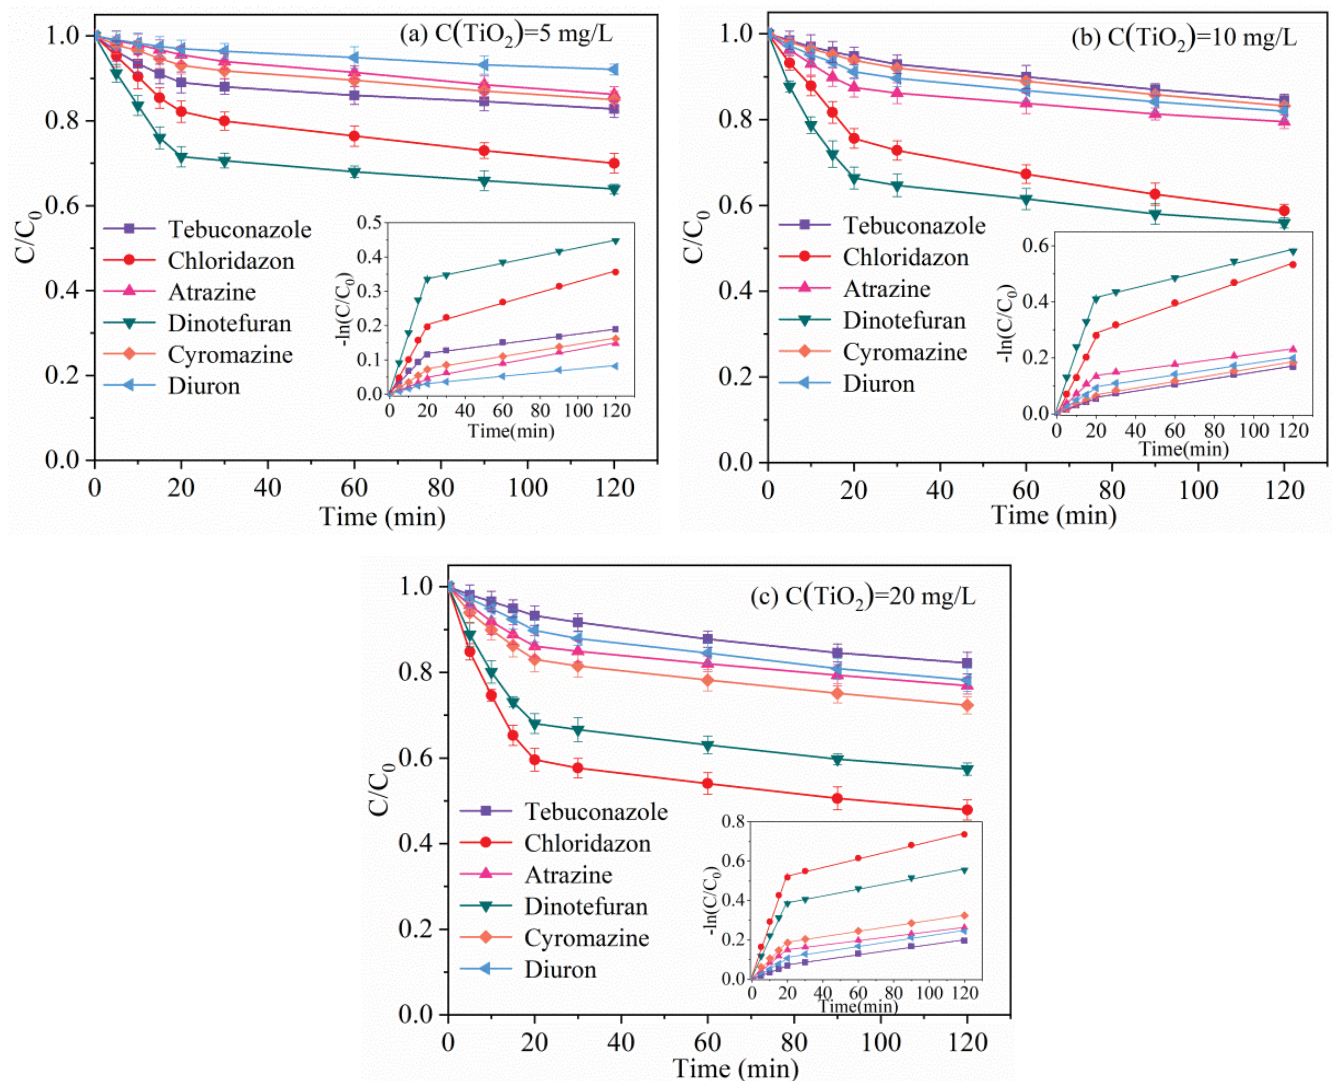 (a) C(TiO2)=5 mg/L
C/C0
1.0
0.8
0.6
0.4
0.2
0.0
0 20 40 60 80 100 120
Time (min)
Tebuconazole
Chloridazon
Atrazine
Dinotefuran
Cyromazine
Diuron
-ln(C/C0)
0.5
0.4
0.3
0.2
0.1
0.0
0 20 40 60 80 100 120
Time(min)
(b) C(TiO2)=10 mg/L
C/C0
1.0
0.8
0.6
0.4
0.2
0.0
0 20 40 60 80 100 120
Time (min)
Tebuconazole
Chloridazon
Atrazine
Dinotefuran
Cyromazine
Diuron
-ln(C/C0)
0.6
0.4
0.2
0.0
0 20 40 60 80 100 120
Time(min)
(c) C(TiO2)=20 mg/L
C/C0
1.0
0.8
0.6
0.4
0.2
0.0
0 20 40 60 80 100 120
Time (min)
Tebuconazole
Chloridazon
Atrazine
Dinotefuran
Cyromazine
Diuron
-ln(C/C0)
0.8
0.6
0.4
0.2
0.0
0 20 40 60 80 100 120
Time(min)